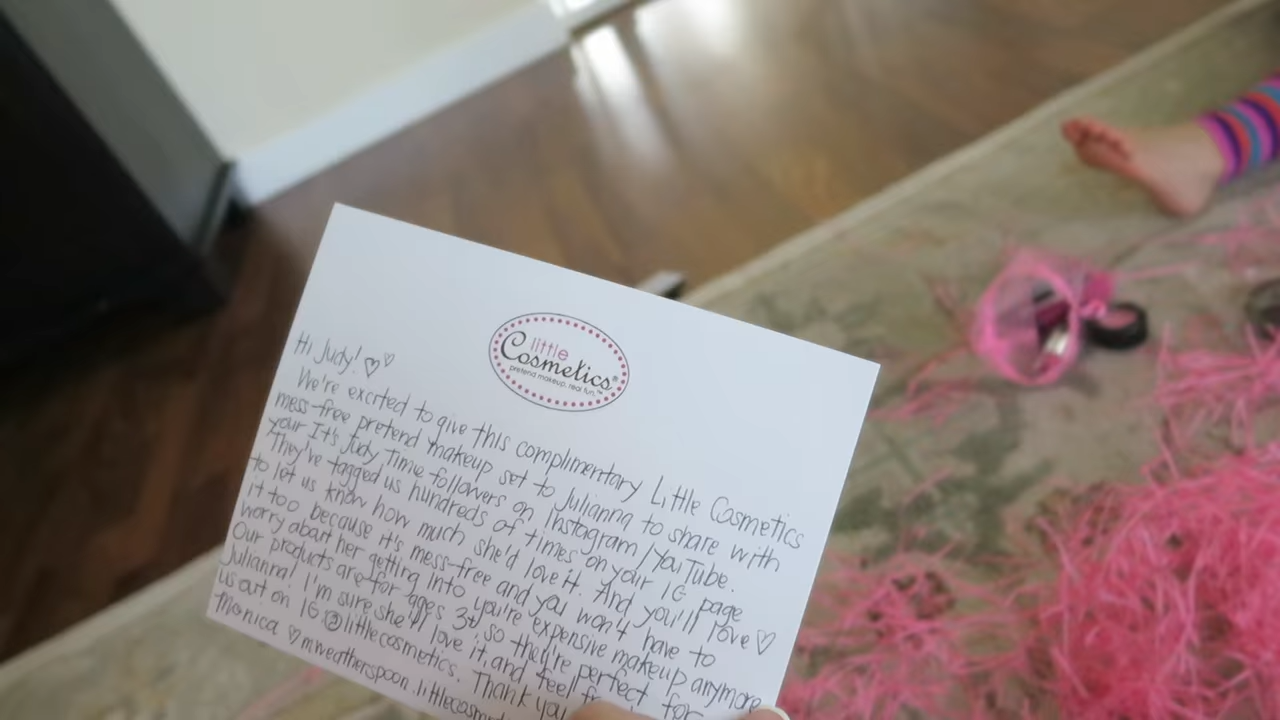 little
Cosmetics®
pretend makeup. real fun.™
Hi Judy! ♡♡
We're excited to give this complimentary Little Cosmetics
mess-free pretend makeup set to Julianna to share with
your It's Judy Time followers on Instagram/YouTube.
They've tagged us hundreds of times on your IG page
to let us know how much she'd love it. And you'll love ♡
it too because it's mess-free and you won't have to
worry about her getting into you're expensive makeup anymore
Our products are for ages 3+, so they're perfect for
Julianna! I'm sure she'll love it, and feel
us out on IG @littlecosmetics. Thank you
monica ♡ m.weatherspoon.littlecosmet